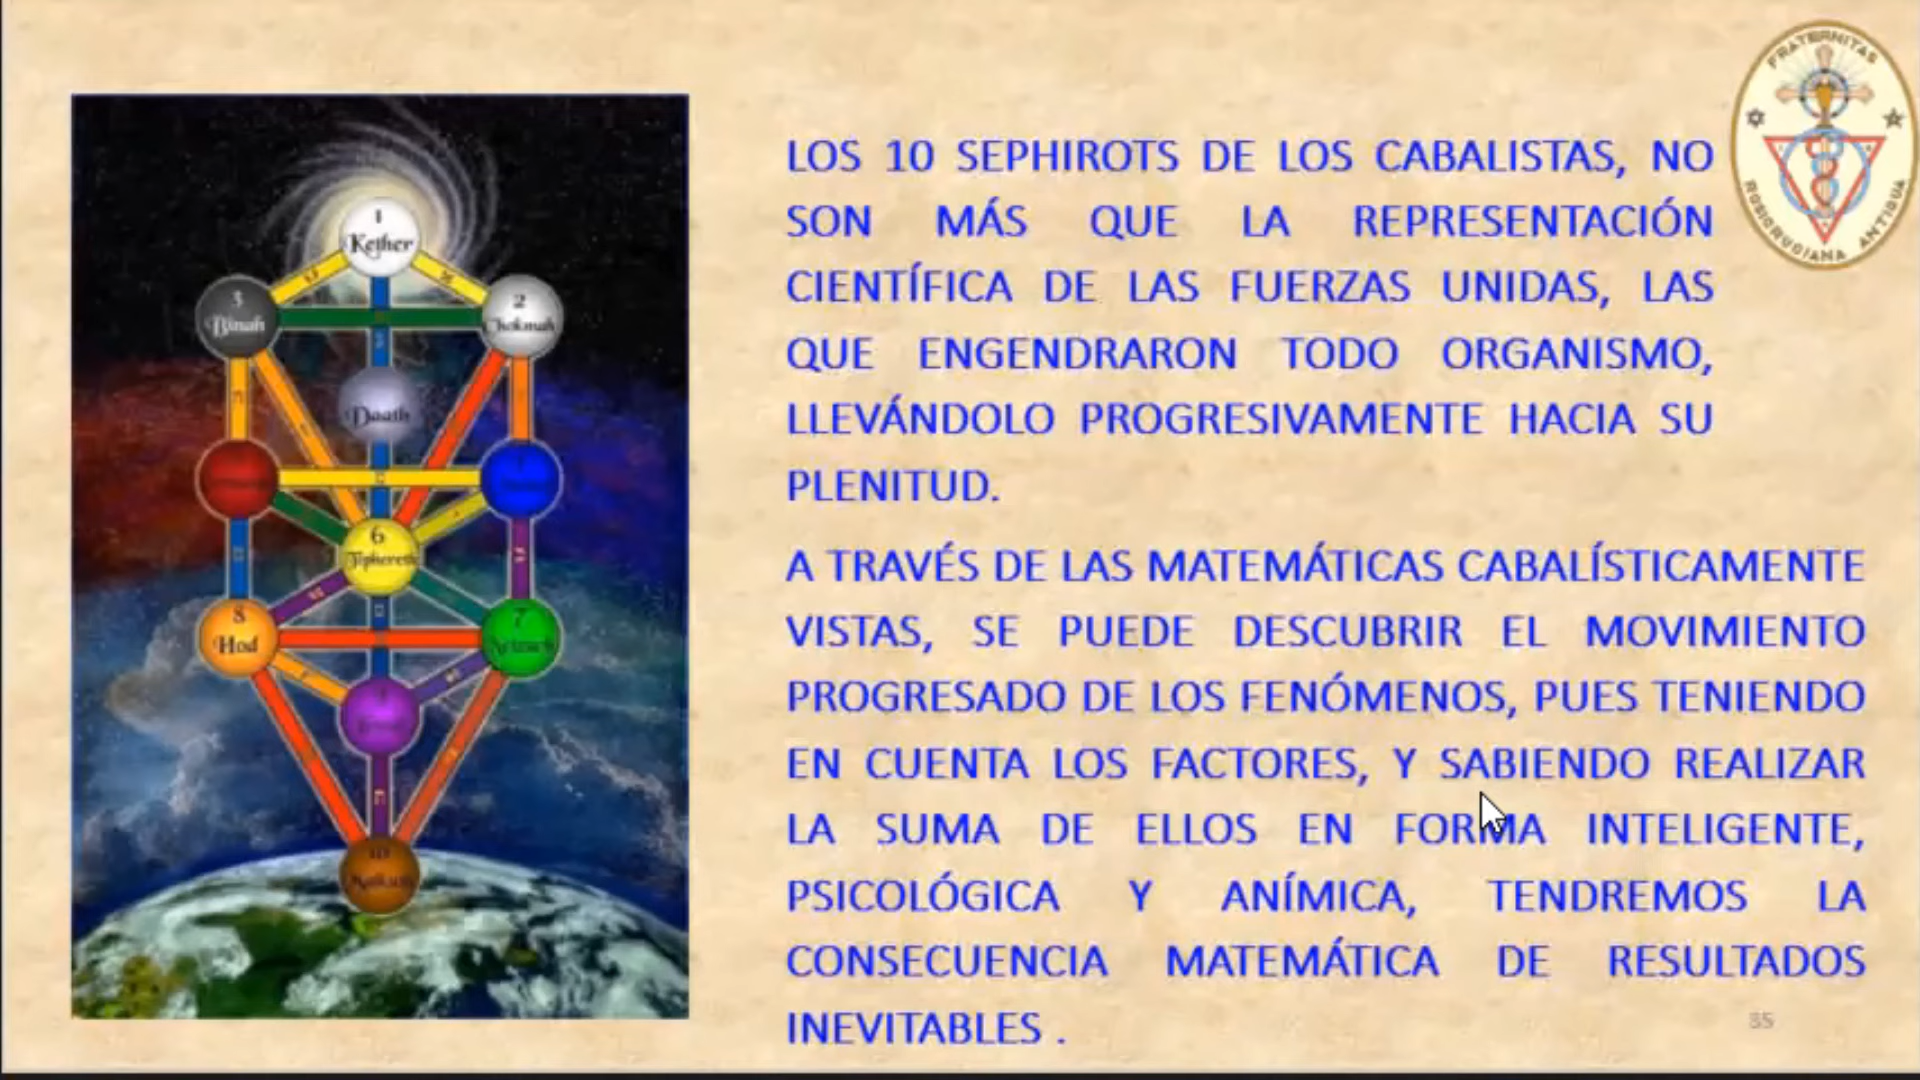 FRATERNITAS
ROSICRUCIANA ANTIQUA
1
Kether
3
Binah
2
Chokmah
Daath
6
Tiphereth
8
Hod
7
Netzach
10
Malkuth
LOS 10 SEPHIROTS DE LOS CABALISTAS, NO
SON MÁS QUE LA REPRESENTACIÓN
CIENTÍFICA DE LAS FUERZAS UNIDAS, LAS
QUE ENGENDRARON TODO ORGANISMO,
LLEVÁNDOLO PROGRESIVAMENTE HACIA SU
PLENITUD.
A TRAVÉS DE LAS MATEMÁTICAS CABALÍSTICAMENTE
VISTAS, SE PUEDE DESCUBRIR EL MOVIMIENTO
PROGRESADO DE LOS FENÓMENOS, PUES TENIENDO
EN CUENTA LOS FACTORES, Y SABIENDO REALIZAR
LA SUMA DE ELLOS EN FORMA INTELIGENTE,
PSICOLÓGICA Y ANÍMICA, TENDREMOS LA
CONSECUENCIA MATEMÁTICA DE RESULTADOS
INEVITABLES .
35